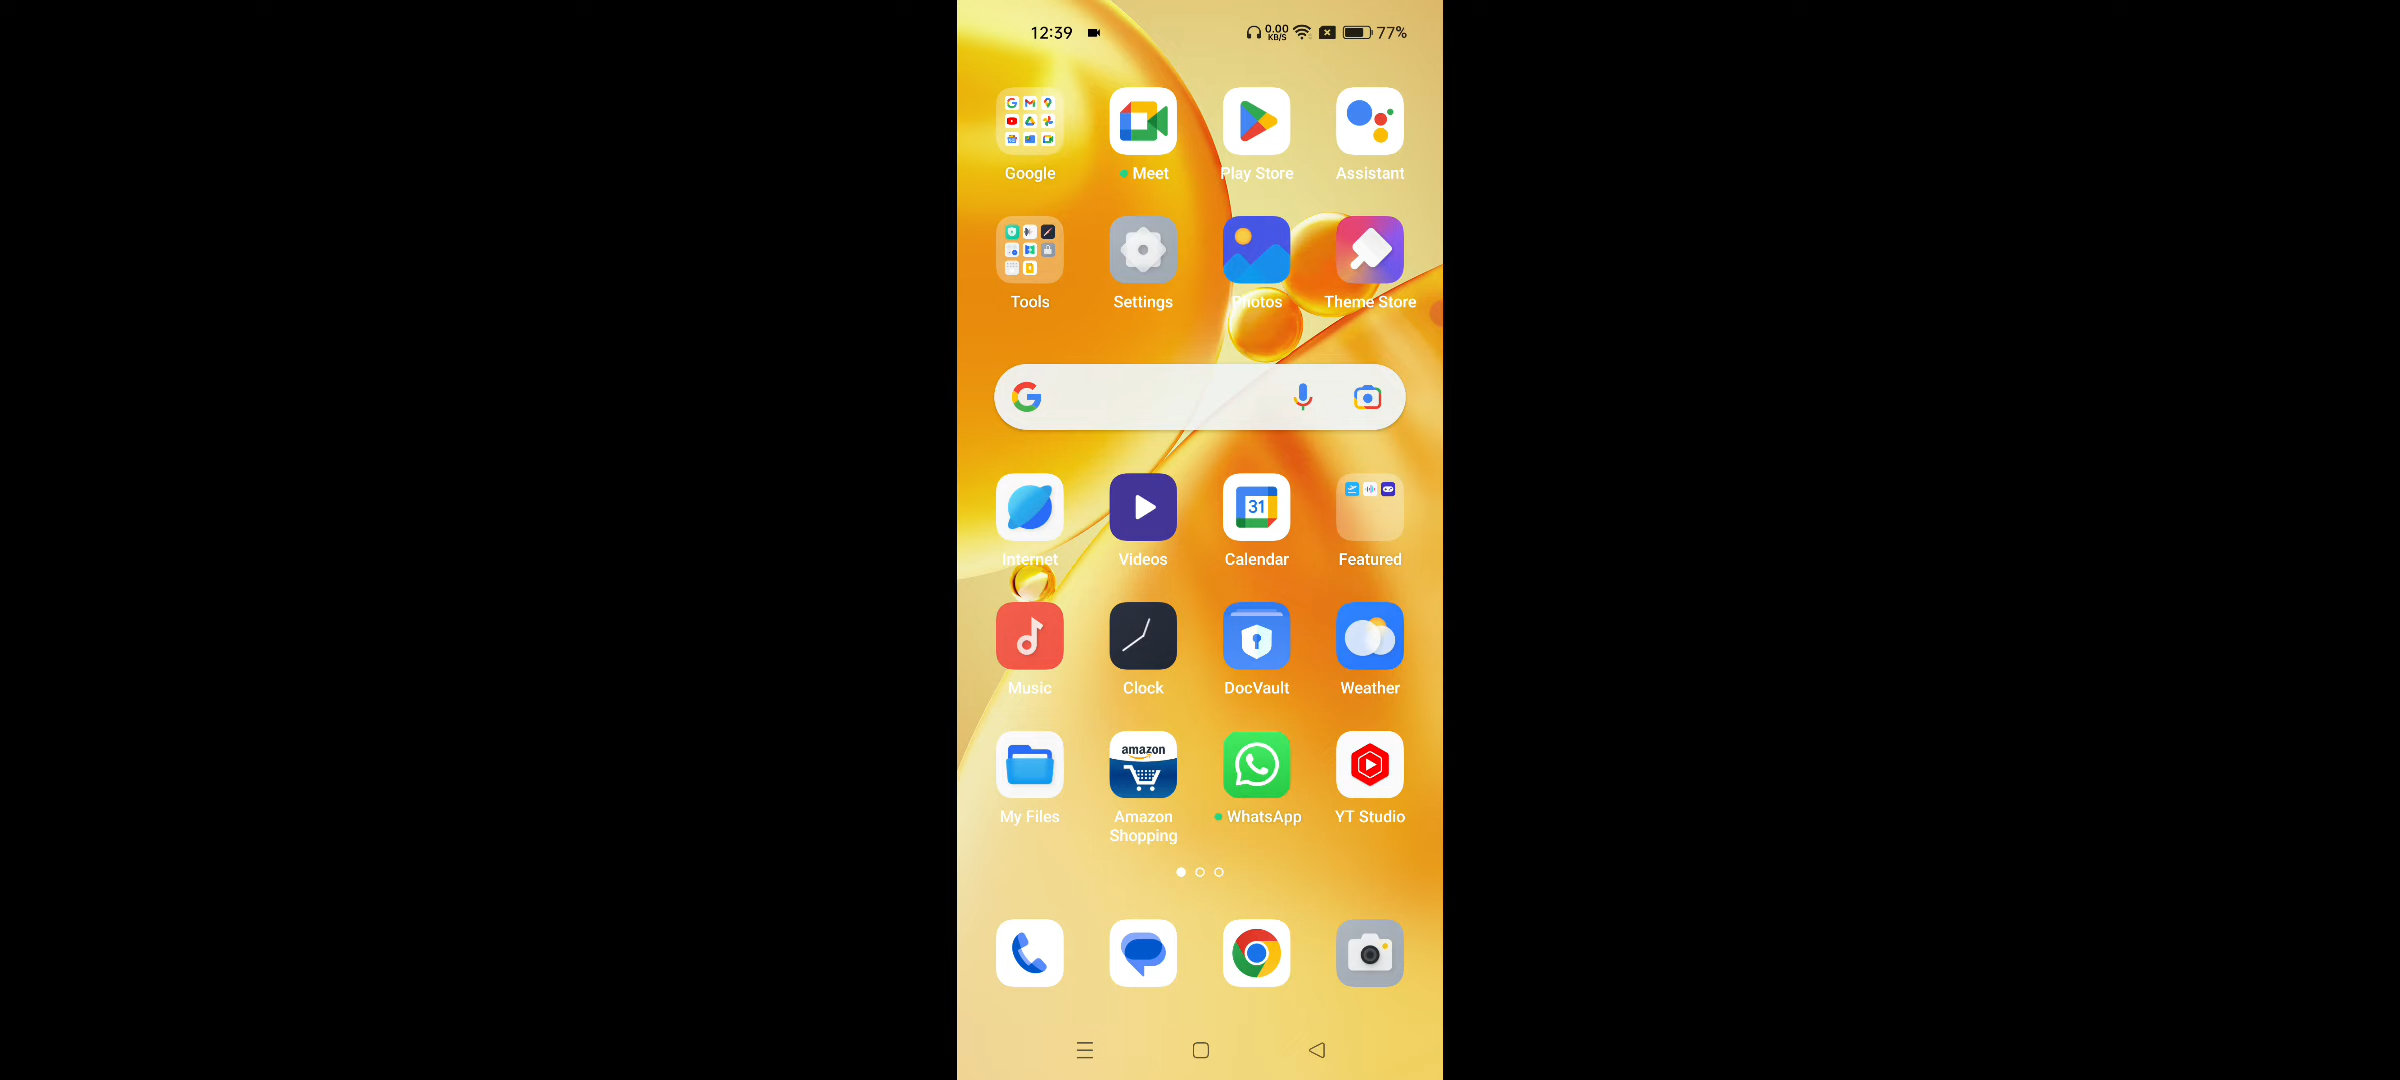 12:39 0.00 KB/S 77%
Google Meet Play Store Assistant
Tools Settings Photos Theme Store
31
Internet Videos Calendar Featured
Music Clock DocVault Weather
amazon
My Files Amazon Shopping WhatsApp YT Studio